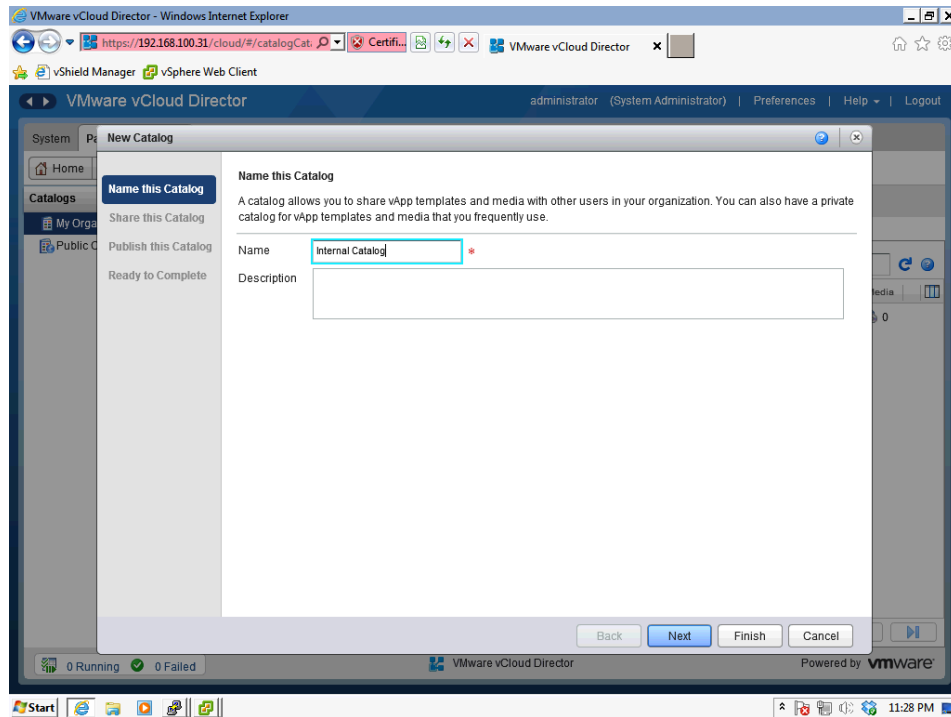 VMware vCloud Director - Windows Internet Explorer
https://192.168.100.31/cloud/#/catalogCat
Certifi...
VMware vCloud Director
vShield Manager vSphere Web Client
VMware vCloud Director
administrator (System Administrator) | Preferences | Help | Logout
System
New Catalog
Home
Catalogs
My Orga
Public C
Name this Catalog
Share this Catalog
Publish this Catalog
Ready to Complete
Name this Catalog
A catalog allows you to share vApp templates and media with other users in your organization. You can also have a private
catalog for vApp templates and media that you frequently use.
Name Internal Catalog *
Description
0
Back Next Finish Cancel
0 Running 0 Failed
VMware vCloud Director
Powered by vmware
Start
11:28 PM